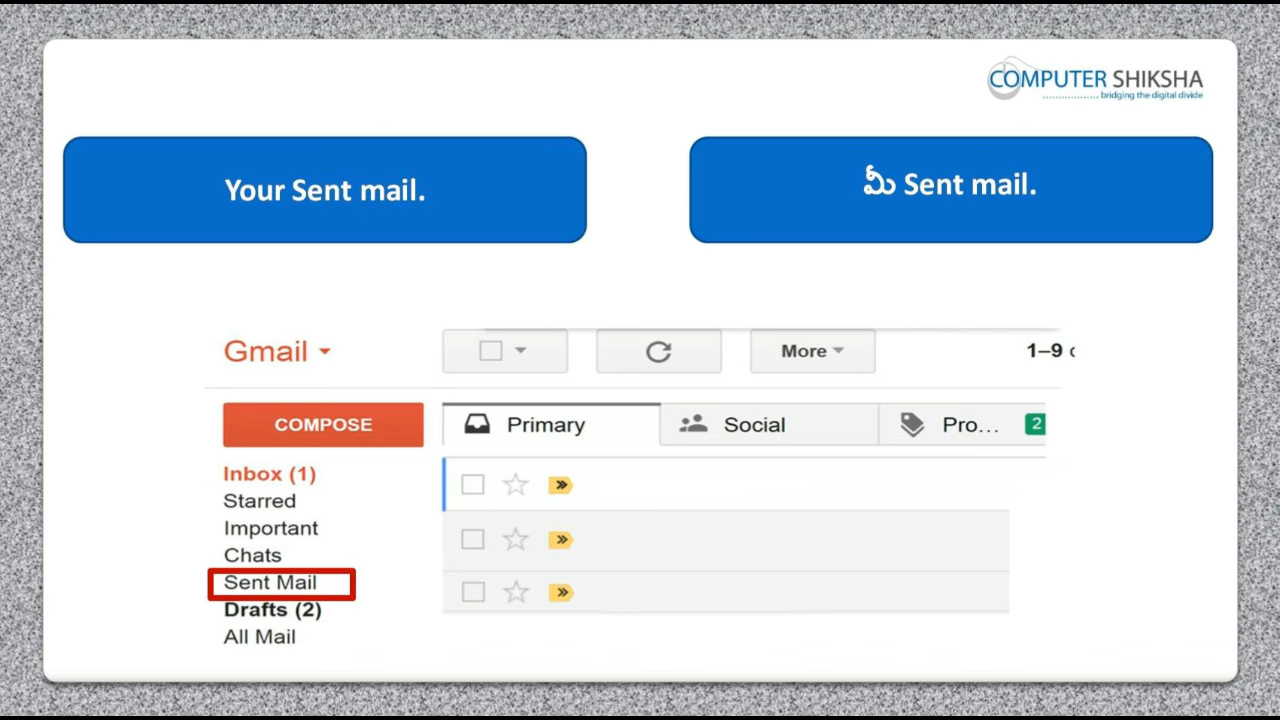 COMPUTER SHIKSHA
bridging the digital divide
Your Sent mail.
మీ Sent mail.
Gmail
More
1–9
COMPOSE
Primary
Social
Pro...
2
Inbox (1)
Starred
Important
Chats
Sent Mail
Drafts (2)
All Mail